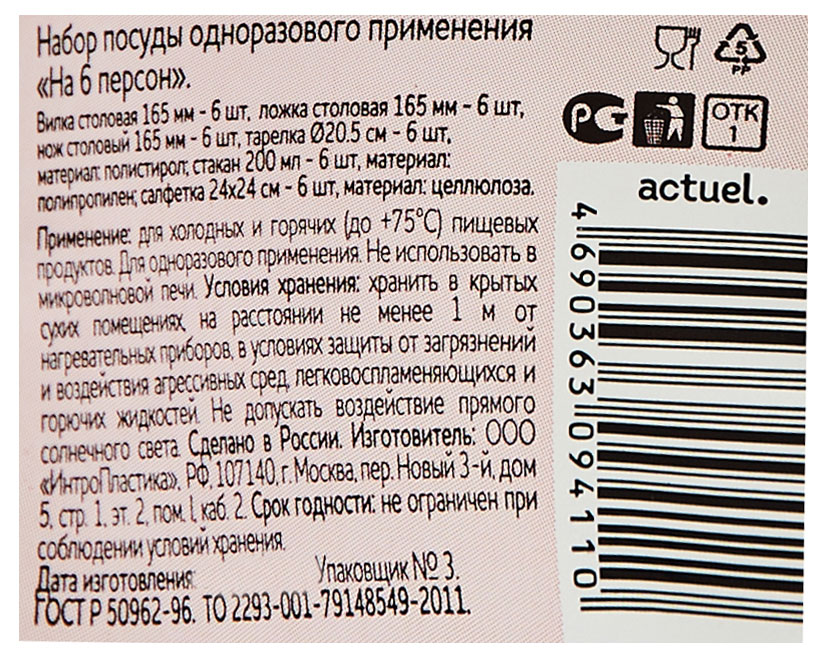 Набор посуды одноразового применения
«На 6 персон».
Вилка столовая 165 мм - 6 шт, ложка столовая 165 мм - 6 шт,
нож столовый 165 мм - 6 шт, тарелка Ø20.5 см - 6 шт,
материал: полистирол; стакан 200 мл - 6 шт, материал:
полипропилен; салфетка 24х24 см - 6 шт, материал: целлюлоза.
Применение: для холодных и горячих (до +75°С) пищевых
продуктов. Для одноразового применения. Не использовать в
микроволновой печи. Условия хранения: хранить в крытых
сухих помещениях, на расстоянии не менее 1 м от
нагревательных приборов, в условиях защиты от загрязнений
и воздействия агрессивных сред, легковоспламеняющихся и
горючих жидкостей. Не допускать воздействие прямого
солнечного света. Сделано в России. Изготовитель: ООО
«ИнтроПластика», РФ, 107140, г. Москва, пер. Новый 3-й, дом
5, стр. 1, эт. 2, пом. I, каб. 2. Срок годности: не ограничен при
соблюдении условий хранения.
Дата изготовления: Упаковщик № 3.
ГОСТ Р 50962-96. ТО 2293-001-79148549-2011.
5
PP
РСТ
ОТК
1
actuel.
4690363094110